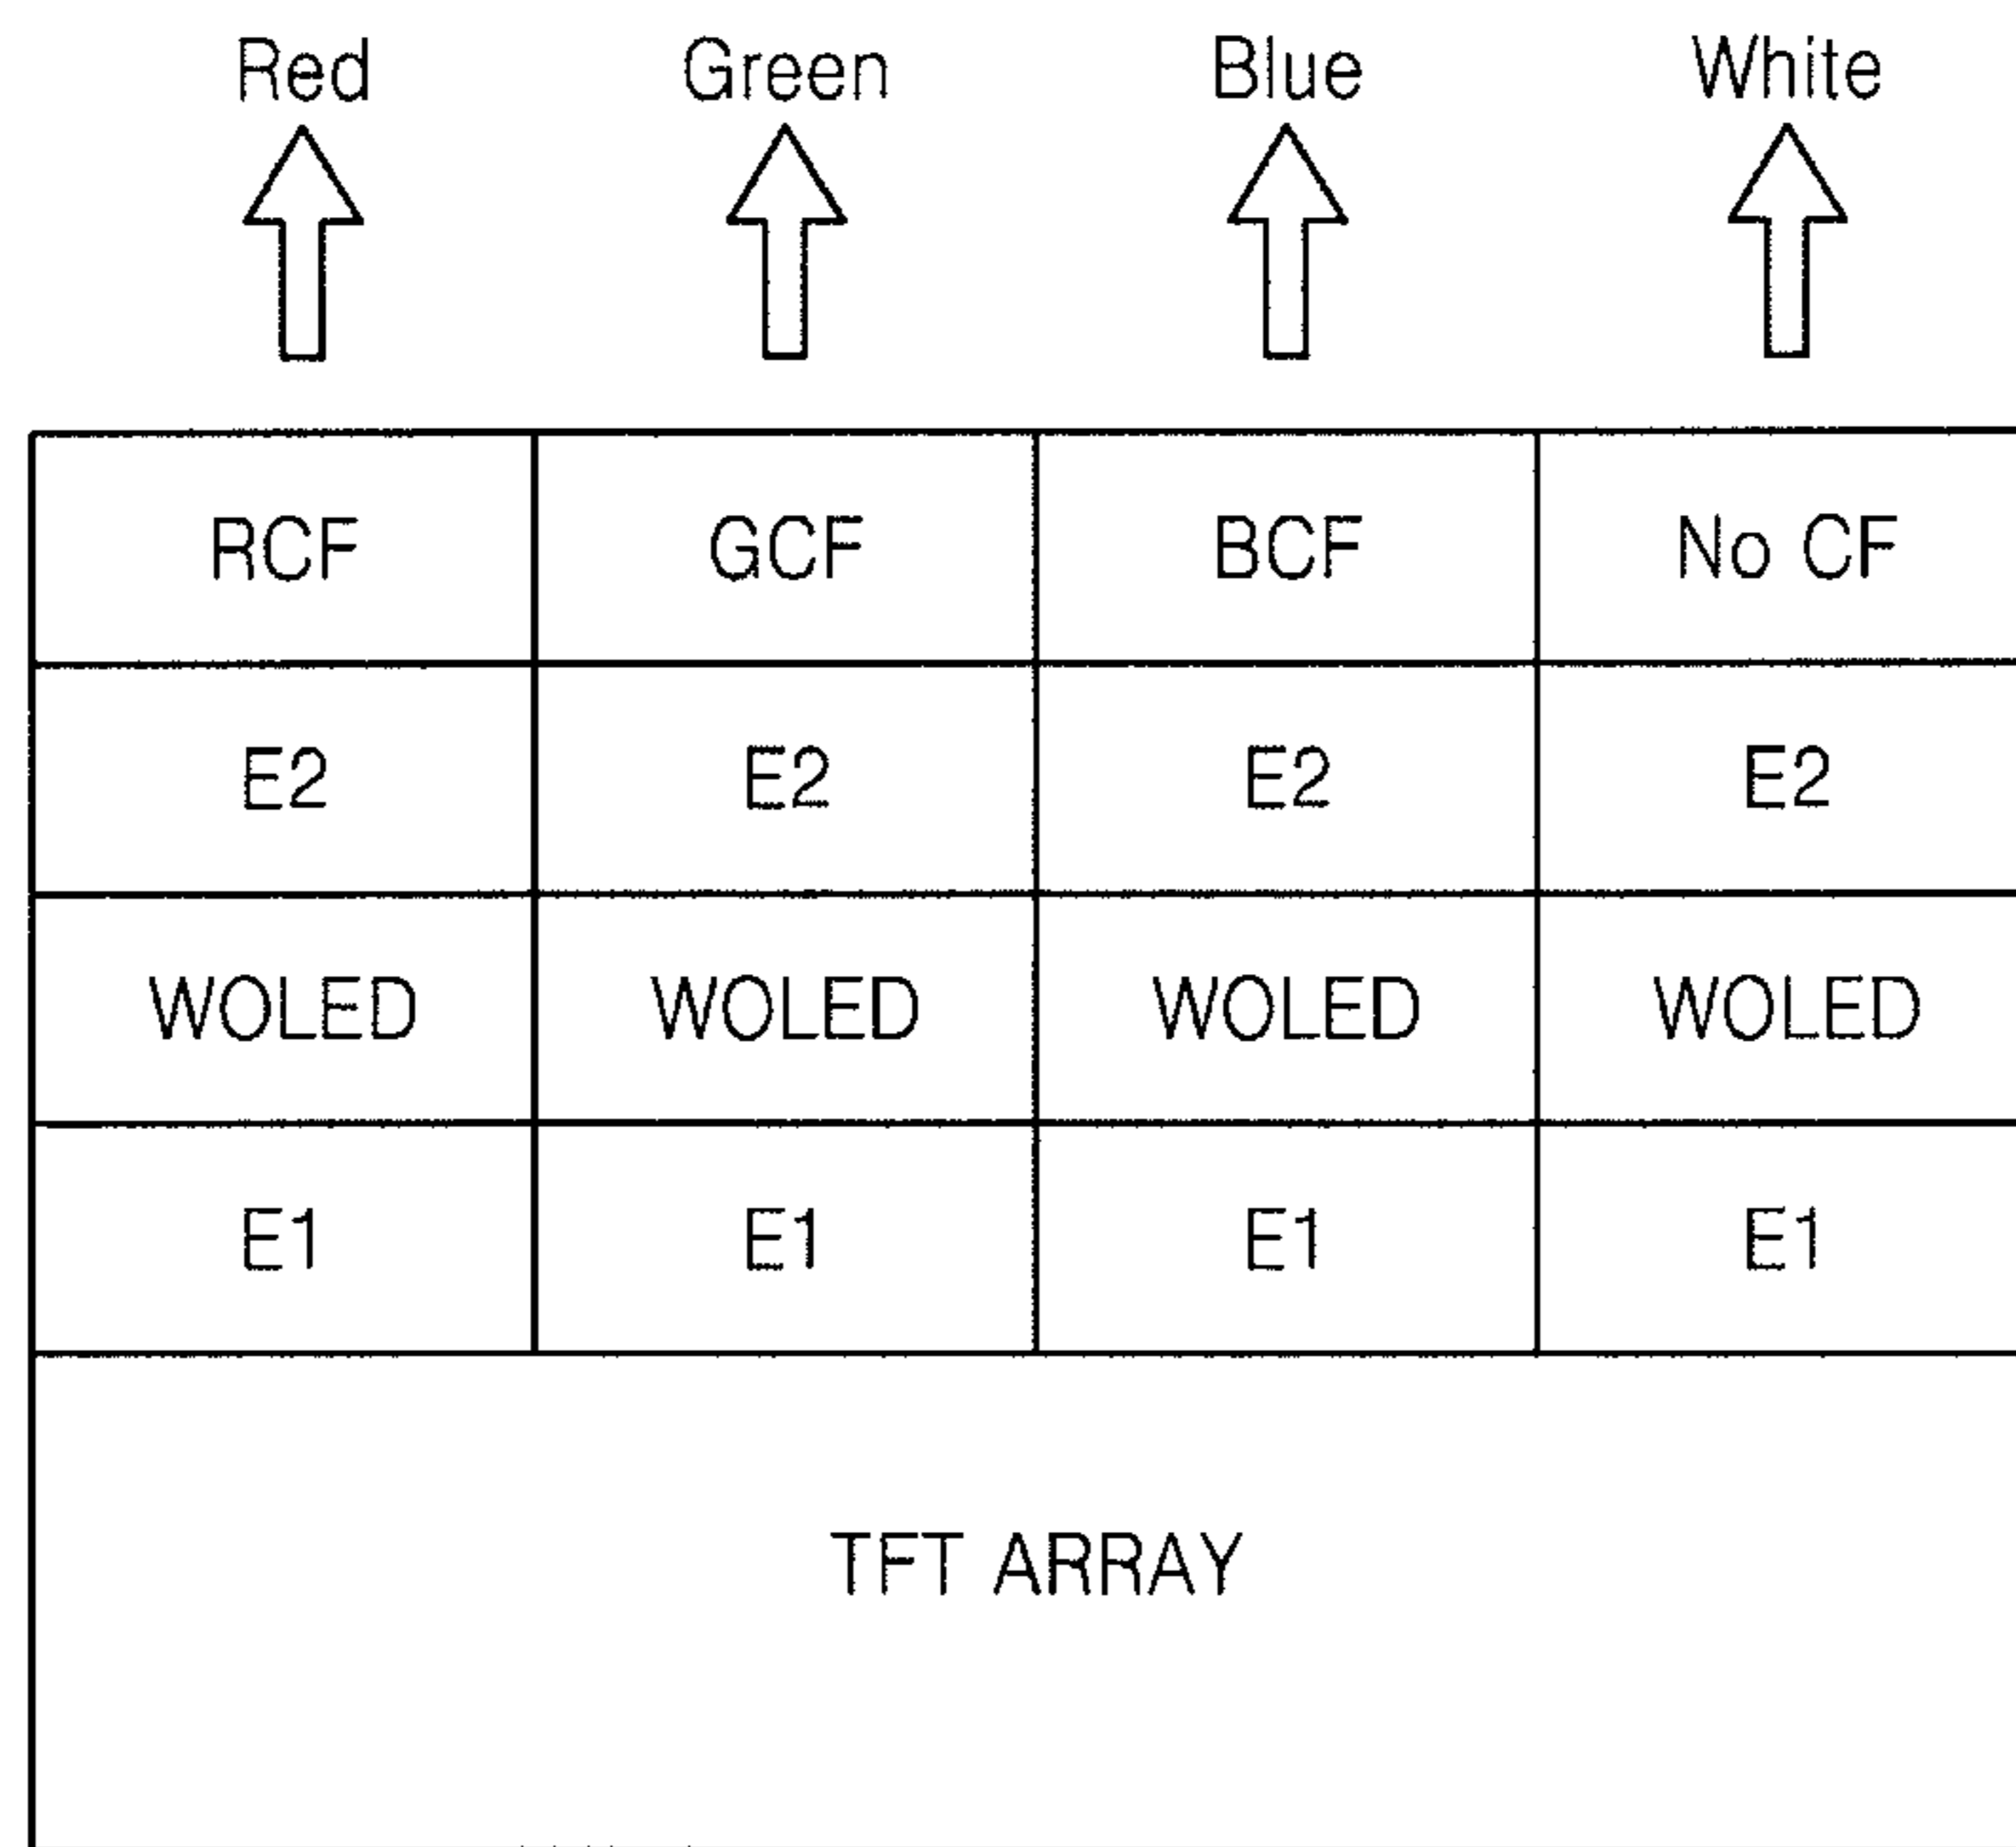 Red Green Blue White
RCF GCF BCF No CF
E2 E2 E2 E2
WOLED WOLED WOLED WOLED
E1 E1 E1 E1
TFT ARRAY